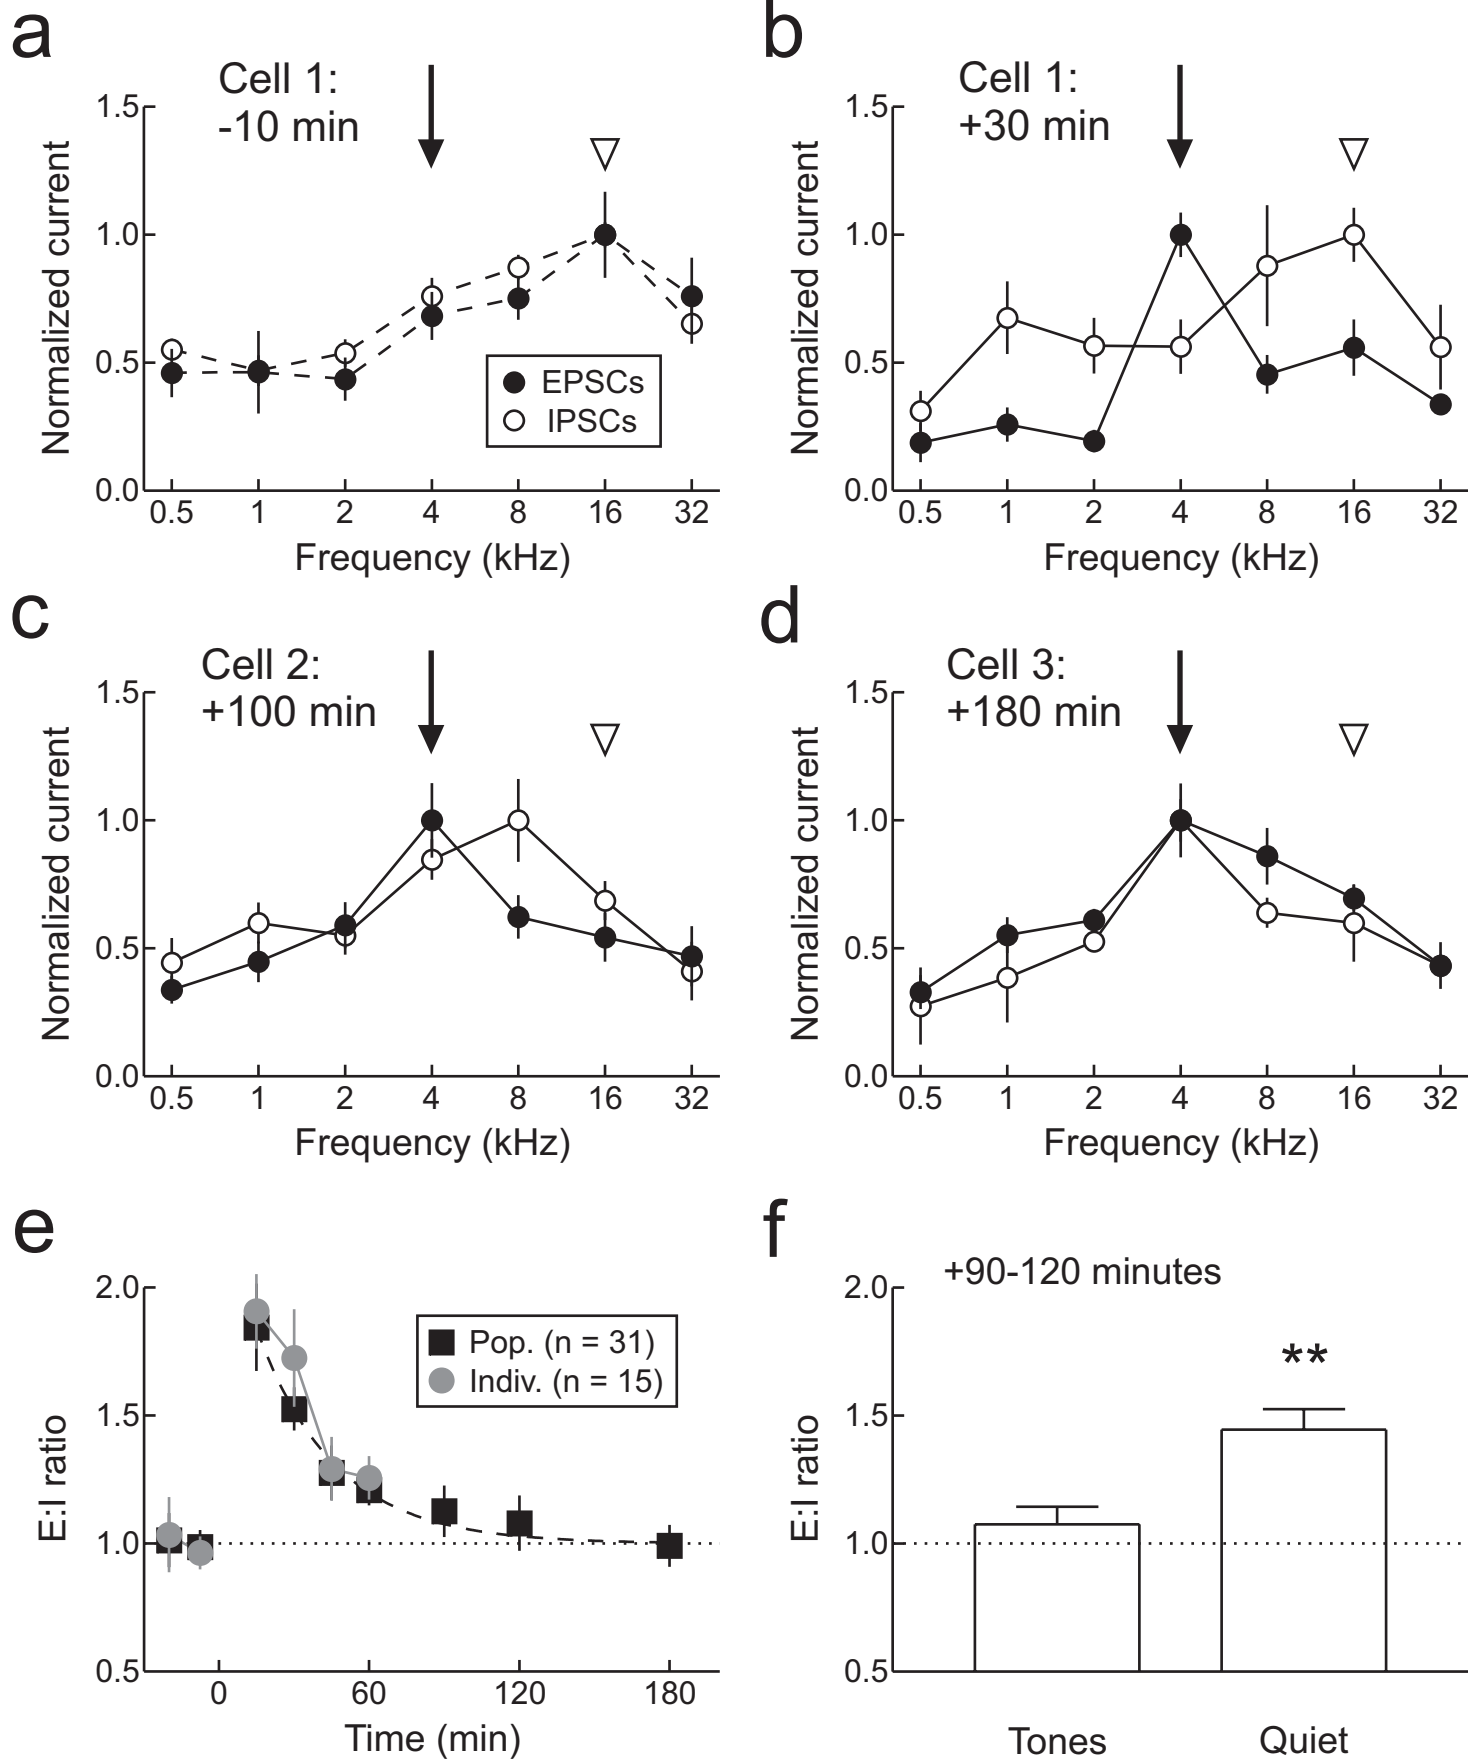 a
Cell 1:
-10 min
1.5
1.0
0.5
0.0
Normalized current
EPSCs
IPSCs
0.5 1 2 4 8 16 32
Frequency (kHz)
b
Cell 1:
+30 min
1.5
1.0
0.5
0.0
Normalized current
0.5 1 2 4 8 16 32
Frequency (kHz)
c
Cell 2:
+100 min
1.5
1.0
0.5
0.0
Normalized current
0.5 1 2 4 8 16 32
Frequency (kHz)
d
Cell 3:
+180 min
1.5
1.0
0.5
0.0
Normalized current
0.5 1 2 4 8 16 32
Frequency (kHz)
e
2.0
1.5
1.0
0.5
E:I ratio
Pop. (n = 31)
Indiv. (n = 15)
0 60 120 180
Time (min)
f
+90-120 minutes
2.0
1.5
1.0
0.5
E:I ratio
**
Tones Quiet